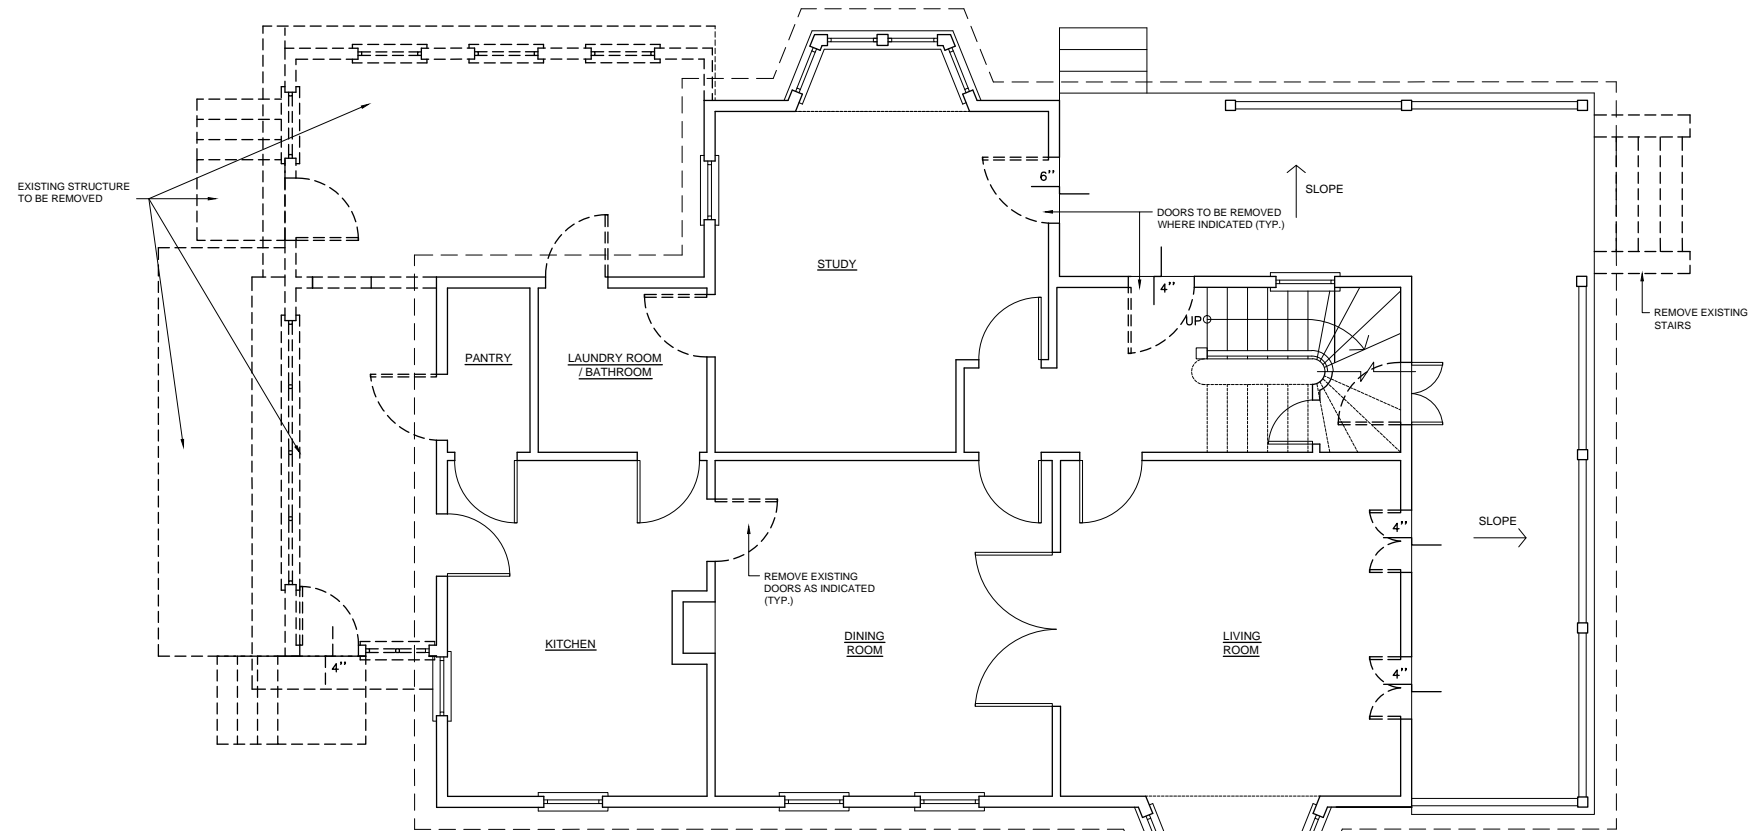 EXISTING STRUCTURE
TO BE REMOVED
6"
SLOPE
DOORS TO BE REMOVED
WHERE INDICATED (TYP.)
STUDY
4"
UP
REMOVE EXISTING
STAIRS
PANTRY
LAUNDRY ROOM
/ BATHROOM
SLOPE
4"
REMOVE EXISTING
DOORS AS INDICATED
(TYP.)
KITCHEN
DINING
ROOM
LIVING
ROOM
4"
4"